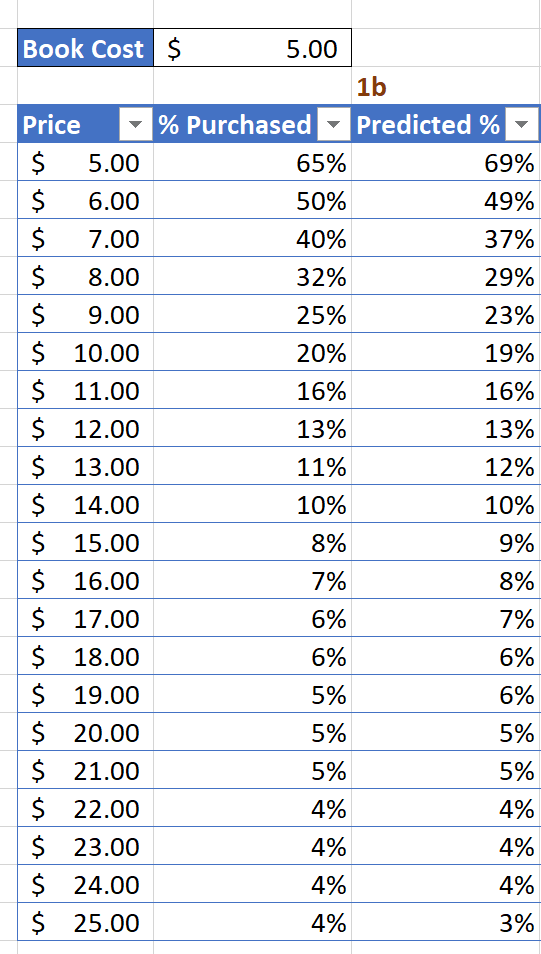 Book Cost $ 5.00
1b
Price % Purchased Predicted %
$ 5.00 65% 69%
$ 6.00 50% 49%
$ 7.00 40% 37%
$ 8.00 32% 29%
$ 9.00 25% 23%
$ 10.00 20% 19%
$ 11.00 16% 16%
$ 12.00 13% 13%
$ 13.00 11% 12%
$ 14.00 10% 10%
$ 15.00 8% 9%
$ 16.00 7% 8%
$ 17.00 6% 7%
$ 18.00 6% 6%
$ 19.00 5% 6%
$ 20.00 5% 5%
$ 21.00 5% 5%
$ 22.00 4% 4%
$ 23.00 4% 4%
$ 24.00 4% 4%
$ 25.00 4% 3%